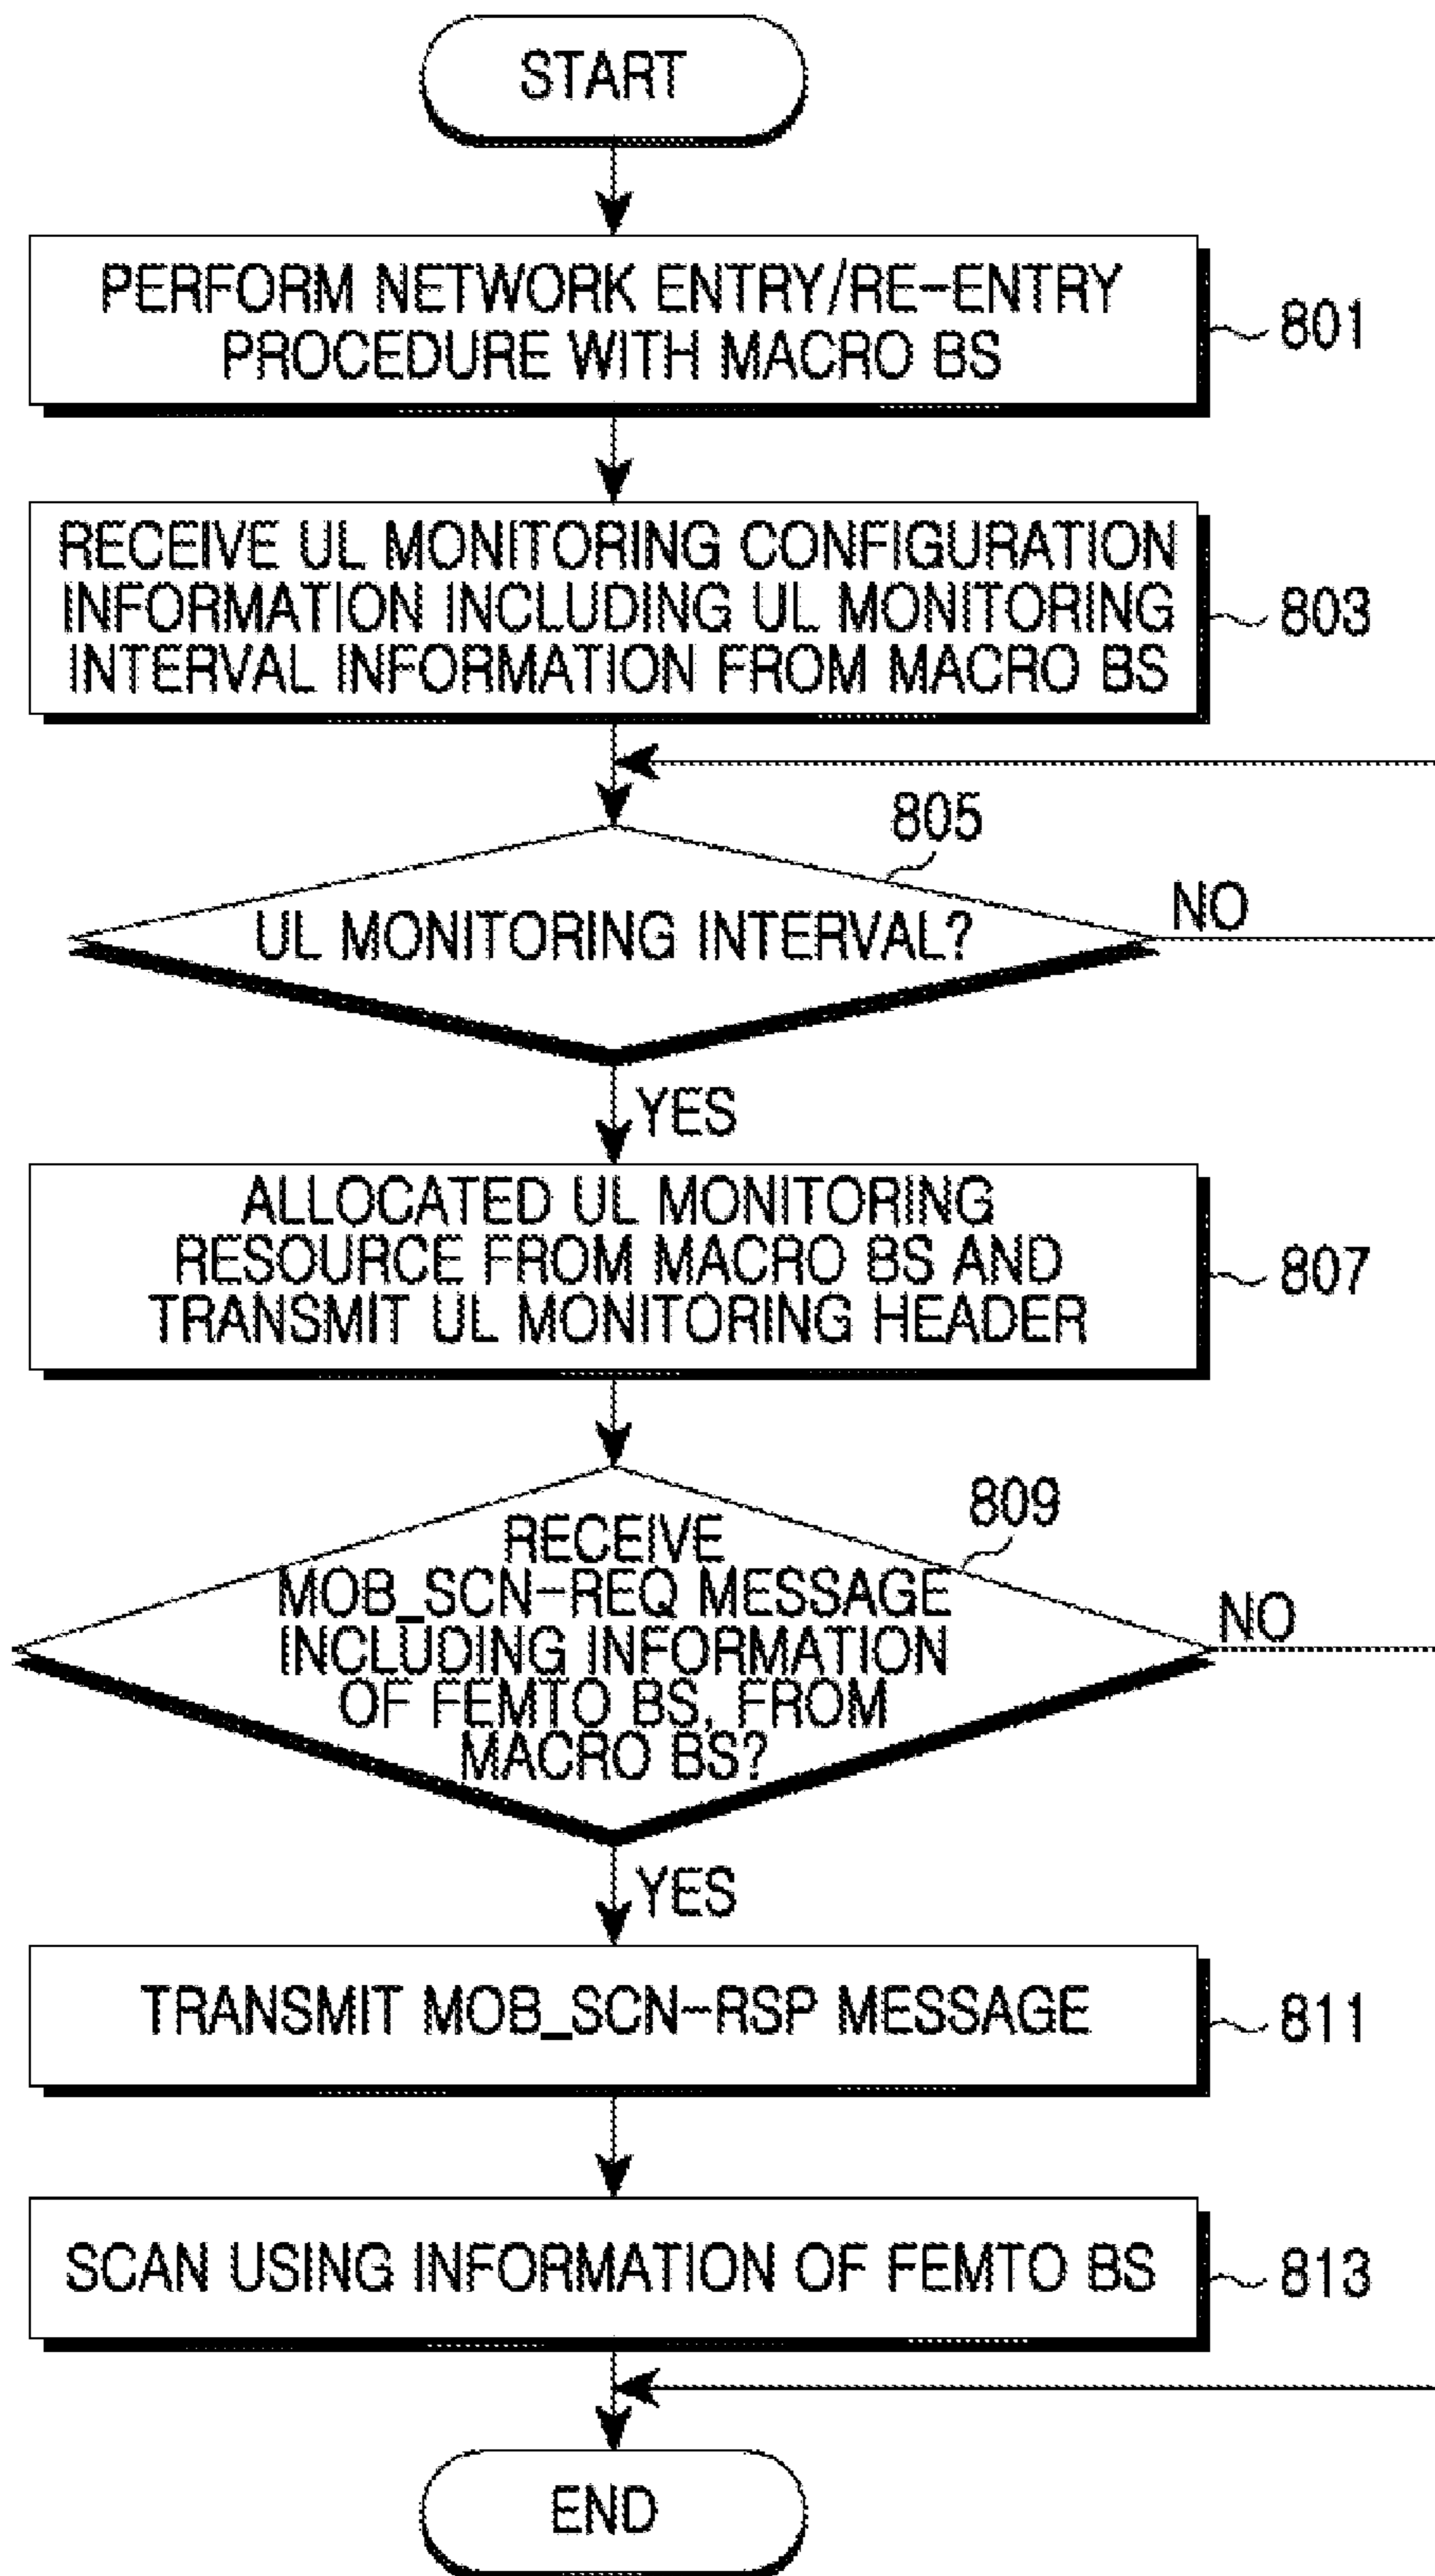 START
PERFORM NETWORK ENTRY/RE-ENTRY
PROCEDURE WITH MACRO BS
801
RECEIVE UL MONITORING CONFIGURATION
INFORMATION INCLUDING UL MONITORING
INTERVAL INFORMATION FROM MACRO BS
803
805
UL MONITORING INTERVAL?
NO
YES
ALLOCATED UL MONITORING
RESOURCE FROM MACRO BS AND
TRANSMIT UL MONITORING HEADER
807
809
RECEIVE
MOB_SCN-REQ MESSAGE
INCLUDING INFORMATION
OF FEMTO BS, FROM
MACRO BS?
NO
YES
TRANSMIT MOB_SCN-RSP MESSAGE
811
SCAN USING INFORMATION OF FEMTO BS
813
END